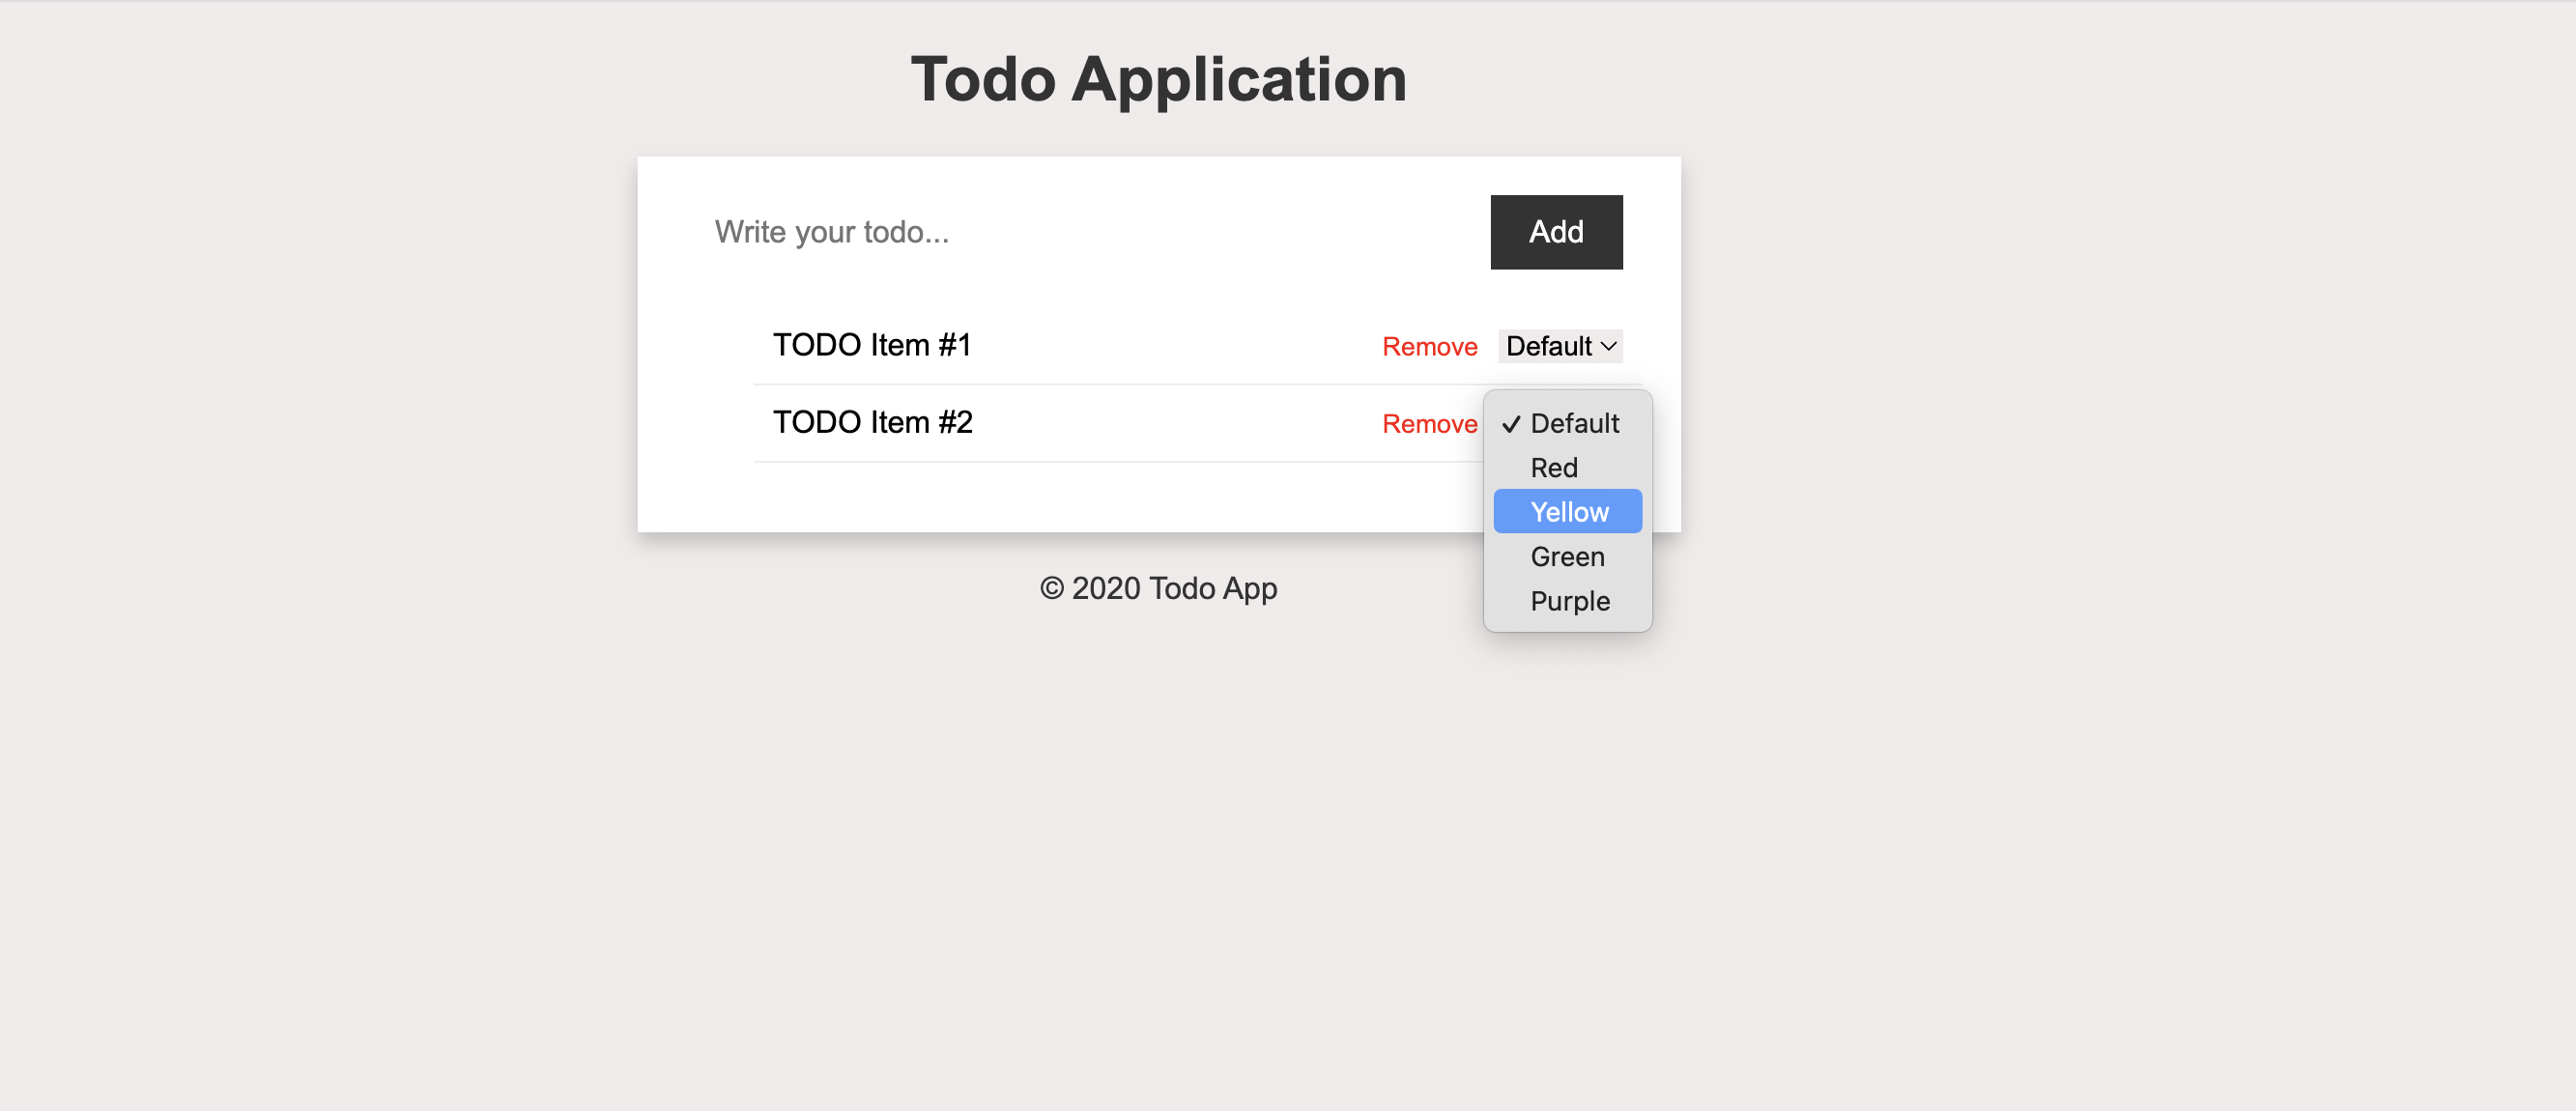 Todo Application
Write your todo...
Add
TODO Item #1
Remove
Default
TODO Item #2
Remove
Default
Red
Yellow
Green
Purple
© 2020 Todo App